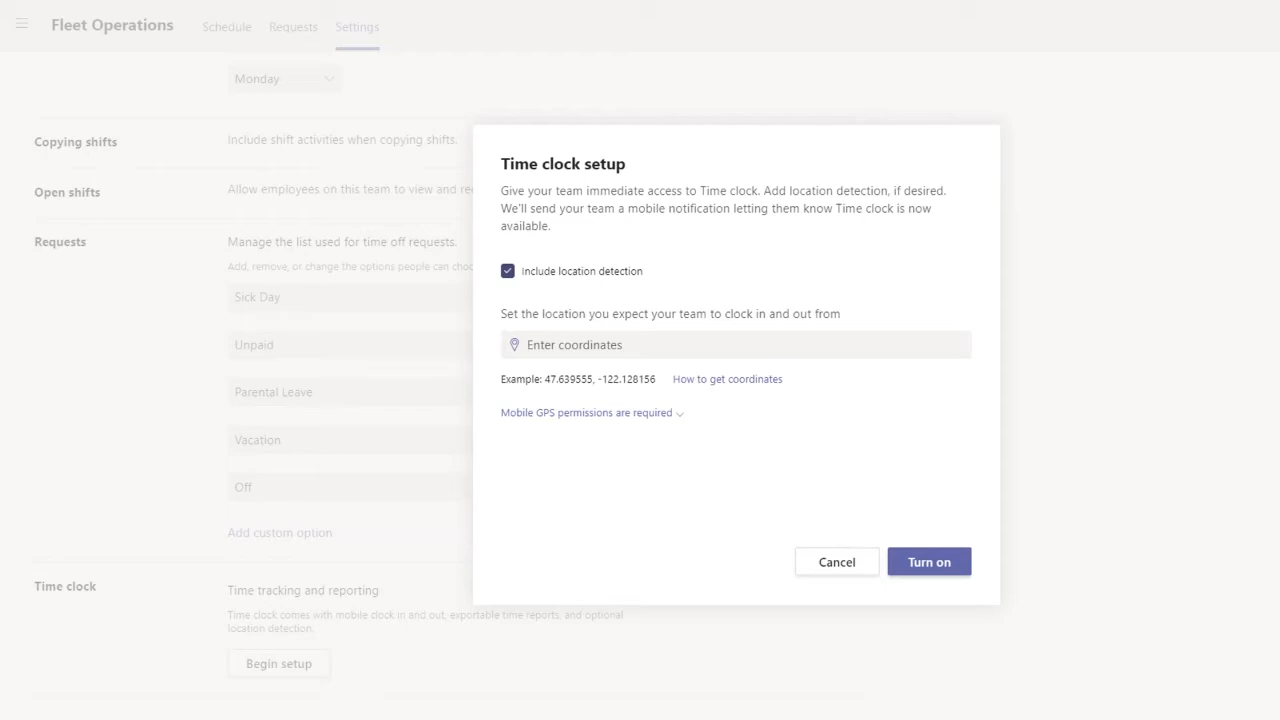 Fleet Operations Schedule Requests Settings
Monday
Copying shifts
Include shift activities when copying shifts.
Open shifts
Allow employees on this team to view and
Requests
Manage the list used for time off requests.
Add, remove, or change the options people can
Sick Day
Unpaid
Parental Leave
Vacation
Off
Add custom option
Time clock
Time tracking and reporting
Time clock comes with mobile clock in and out, exportable time reports, and optional
location detection.
Begin setup
Time clock setup
Give your team immediate access to Time clock. Add location detection, if desired.
We'll send your team a mobile notification letting them know Time clock is now
available.
Include location detection
Set the location you expect your team to clock in and out from
Enter coordinates
Example: 47.639555, -122.128156 How to get coordinates
Mobile GPS permissions are required
Cancel Turn on